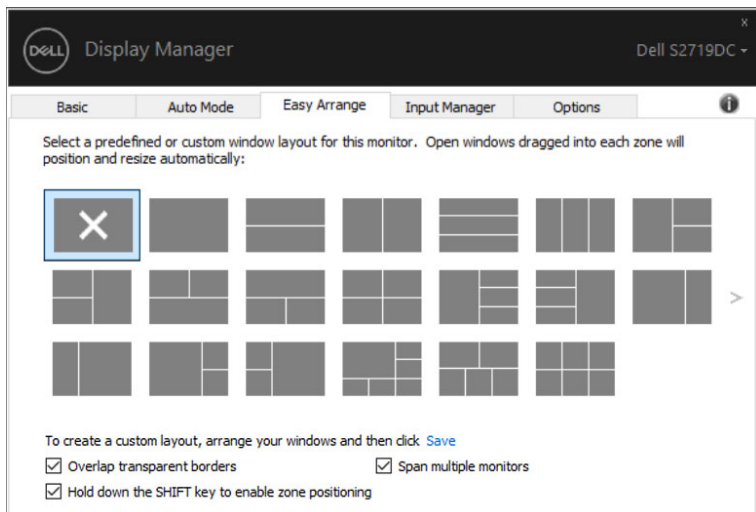 x
DELL Display Manager
Dell S2719DC
Basic Auto Mode Easy Arrange Input Manager Options i
Select a predefined or custom window layout for this monitor. Open windows dragged into each zone will
position and resize automatically:
>
To create a custom layout, arrange your windows and then click Save
Overlap transparent borders Span multiple monitors
Hold down the SHIFT key to enable zone positioning